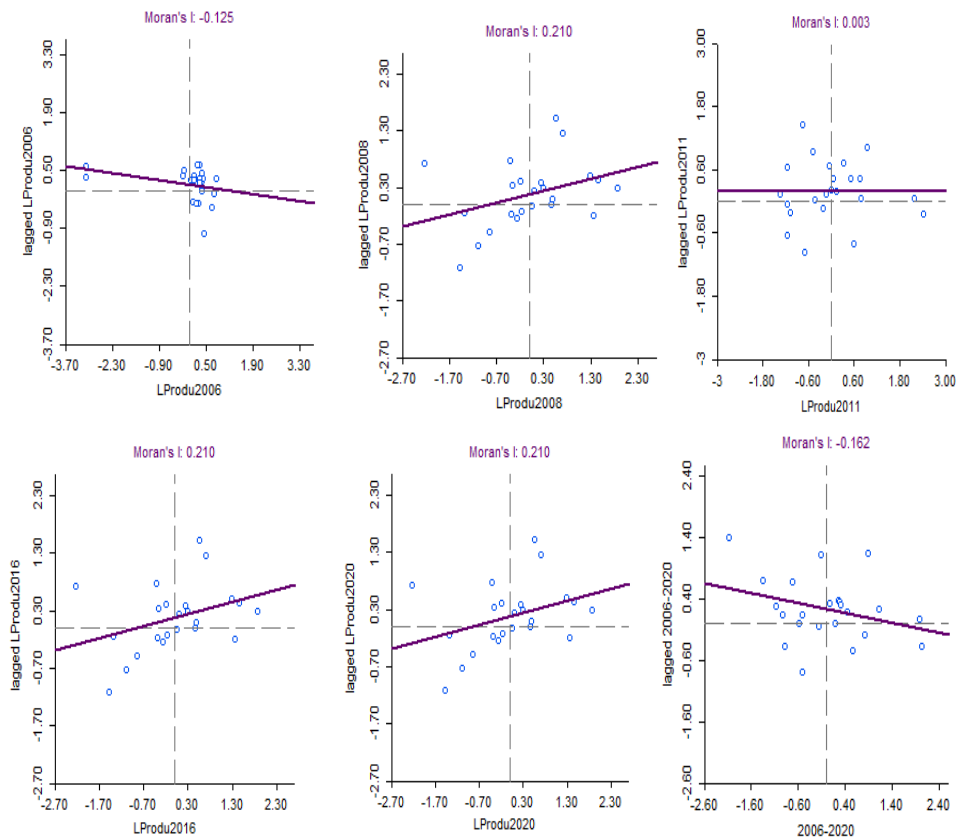 Moran's I: -0.125
lagged LProdu2006
3.30
1.90
0.50
-0.90
-2.30
-3.70
-3.70 -2.30 -0.90 0.50 1.90 3.30
LProdu2006
Moran's I: 0.210
lagged LProdu2008
2.30
1.30
0.30
-0.70
-1.70
-2.70
-2.70 -1.70 -0.70 0.30 1.30 2.30
LProdu2008
Moran's I: 0.003
lagged LProdu2011
3.00
1.80
0.60
-0.60
-1.80
-3
-3 -1.80 -0.60 0.60 1.80 3.00
LProdu2011
Moran's I: 0.210
lagged LProdu2016
2.30
1.30
0.30
-0.70
-1.70
-2.70
-2.70 -1.70 -0.70 0.30 1.30 2.30
LProdu2016
Moran's I: 0.210
lagged LProdu2020
2.30
1.30
0.30
-0.70
-1.70
-2.70
-2.70 -1.70 -0.70 0.30 1.30 2.30
LProdu2020
Moran's I: -0.162
lagged 2006-2020
2.40
1.40
0.40
-0.60
-1.60
-2.60
-2.60 -1.60 -0.60 0.40 1.40 2.40
2006-2020